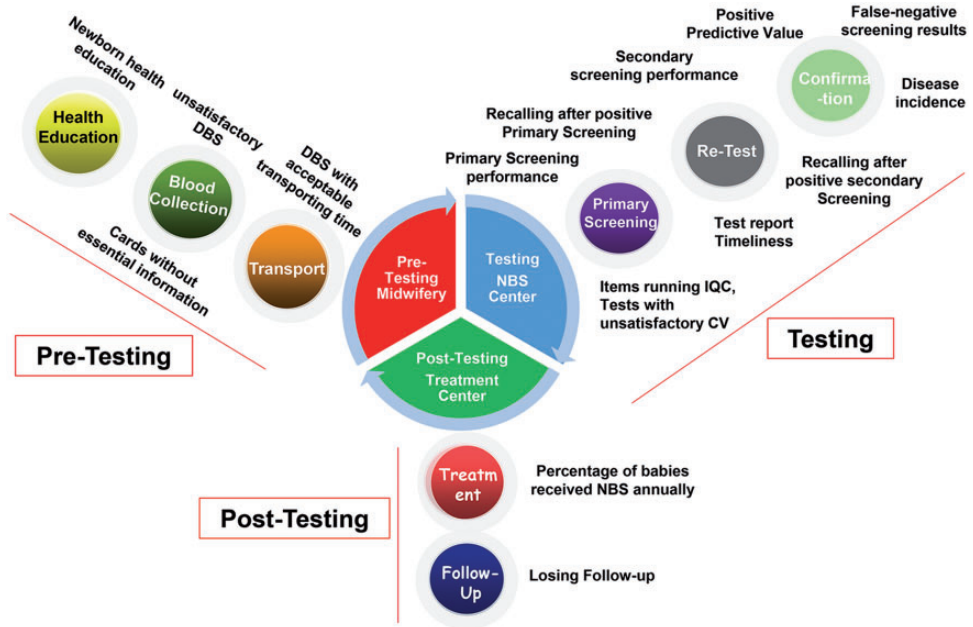 Newborn health
education
unsatisfactory
DBS
DBS with
acceptable
transporting time
Health
Education
Blood
Collection
Transport
Cards without
essential information
Pre-Testing
Pre-
Testing
Midwifery
Testing
NBS
Center
Post-Testing
Treatment
Center
Positive
Predictive Value
False-negative
screening results
Secondary
screening performance
Confirma
-tion
Disease
incidence
Recalling after positive
Primary Screening
Re-Test
Primary Screening
performance
Recalling after
positive secondary
Screening
Primary
Screening
Test report
Timeliness
Items running IQC,
Tests with
unsatisfactory CV
Testing
Treatm
ent
Percentage of babies
received NBS annually
Post-Testing
Follow-
Up
Losing Follow-up